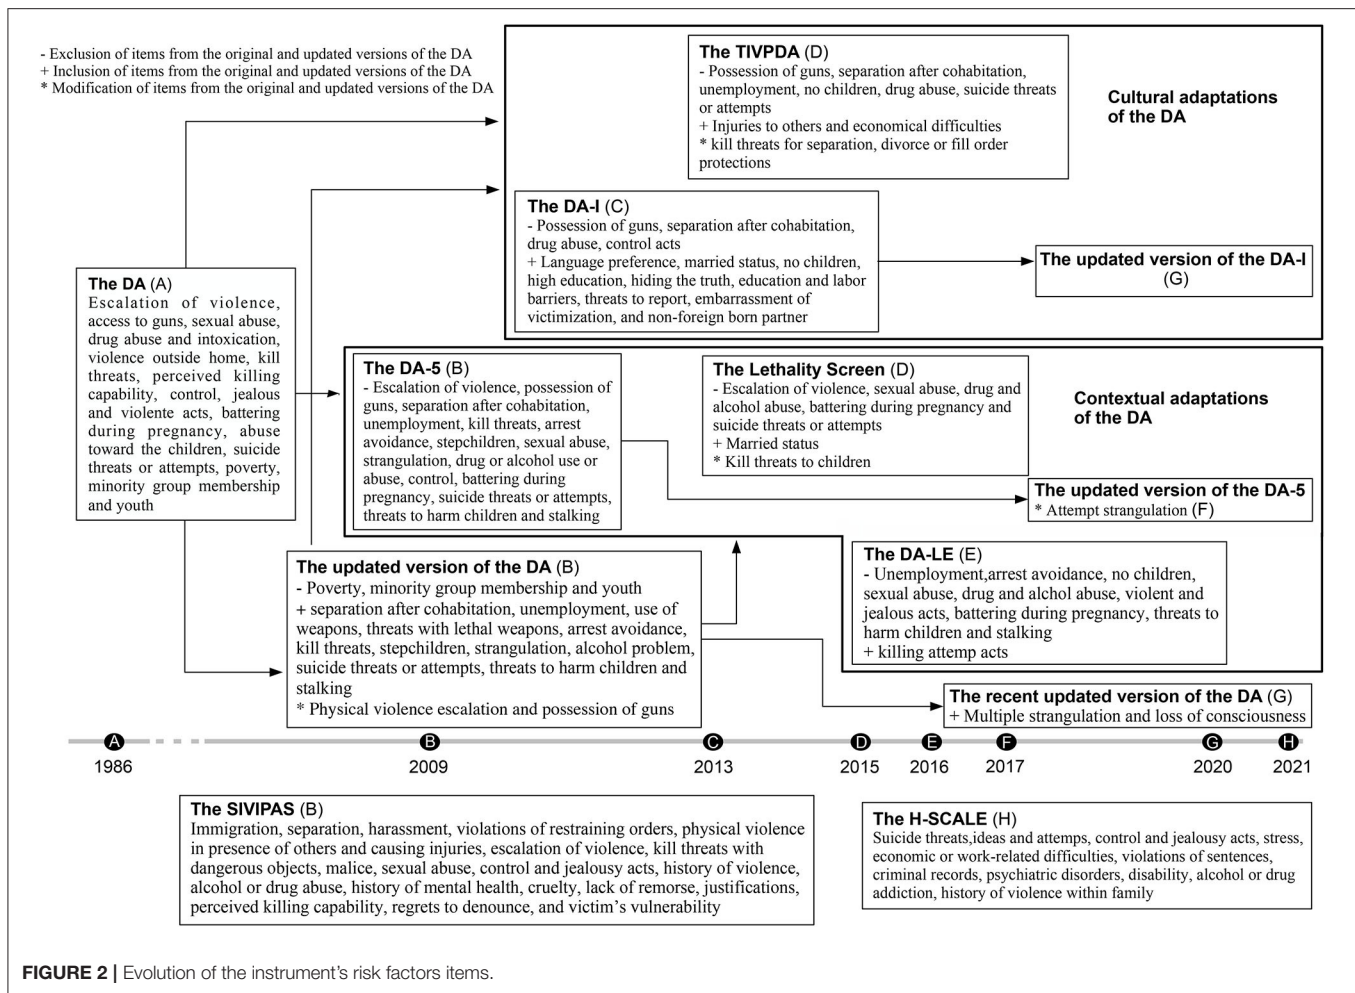 - Exclusion of items from the original and updated versions of the DA
+ Inclusion of items from the original and updated versions of the DA
* Modification of items from the original and updated versions of the DA
The TIVPDA (D)
- Possession of guns, separation after cohabitation,
unemployment, no children, drug abuse, suicide threats
or attempts
+ Injuries to others and economical difficulties
* kill threats for separation, divorce or fill order
protections
Cultural adaptations
of the DA
The DA-I (C)
- Possession of guns, separation after cohabitation,
drug abuse, control acts
+ Language preference, married status, no children,
high education, hiding the truth, education and labor
barriers, threats to report, embarrassment of
victimization, and non-foreign born partner
The updated version of the DA-I
(G)
The DA (A)
Escalation of violence,
access to guns, sexual abuse,
drug abuse and intoxication,
violence outside home, kill
threats, perceived killing
capability, control, jealous
and violente acts, battering
during pregnancy, abuse
toward the children, suicide
threats or attempts, poverty,
minority group membership
and youth
The DA-5 (B)
- Escalation of violence, possession of
guns, separation after cohabitation,
unemployment, kill threats, arrest
avoidance, stepchildren, sexual abuse,
strangulation, drug or alcohol use or
abuse, control, battering during
pregnancy, suicide threats or attempts,
threats to harm children and stalking
The Lethality Screen (D)
- Escalation of violence, sexual abuse, drug and
alcohol abuse, battering during pregnancy and
suicide threats or attempts
+ Married status
* Kill threats to children
Contextual adaptations
of the DA
The updated version of the DA-5
* Attempt strangulation (F)
The DA-LE (E)
- Unemployment,arrest avoidance, no children,
sexual abuse, drug and alchol abuse, violent and
jealous acts, battering during pregnancy, threats to
harm children and stalking
+ killing attemp acts
The updated version of the DA (B)
- Poverty, minority group membership and youth
+ separation after cohabitation, unemployment, use of
weapons, threats with lethal weapons, arrest avoidance,
kill threats, stepchildren, strangulation, alcohol problem,
suicide threats or attempts, threats to harm children and
stalking
* Physical violence escalation and possession of guns
The recent updated version of the DA (G)
+ Multiple strangulation and loss of consciousness
A B C D E F G H
1986 2009 2013 2015 2016 2017 2020 2021
The SIVIPAS (B)
Immigration, separation, harassment, violations of restraining orders, physical violence
in presence of others and causing injuries, escalation of violence, kill threats with
dangerous objects, malice, sexual abuse, control and jealousy acts, history of violence,
alcohol or drug abuse, history of mental health, cruelty, lack of remorse, justifications,
perceived killing capability, regrets to denounce, and victim's vulnerability
The H-SCALE (H)
Suicide threats,ideas and attemps, control and jealousy acts, stress,
economic or work-related difficulties, violations of sentences,
criminal records, psychiatric disorders, disability, alcohol or drug
addiction, history of violence within family
FIGURE 2 | Evolution of the instrument's risk factors items.